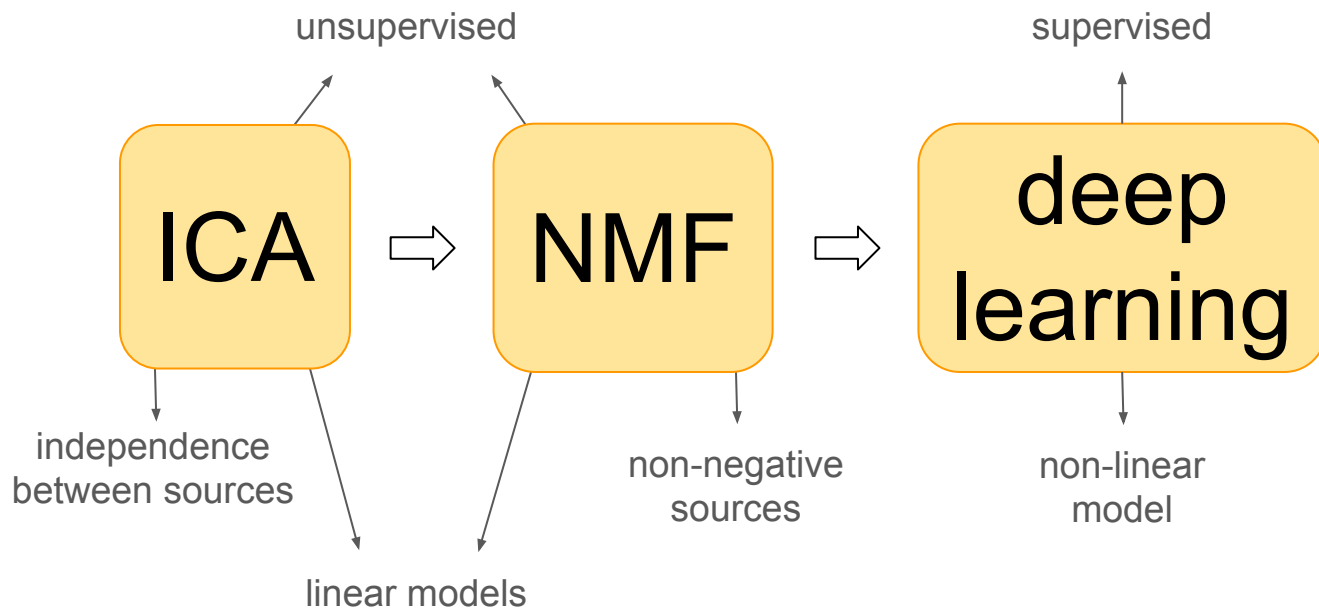 unsupervised
supervised
ICA
NMF
deep
learning
independence
between sources
non-negative
sources
non-linear
model
linear models